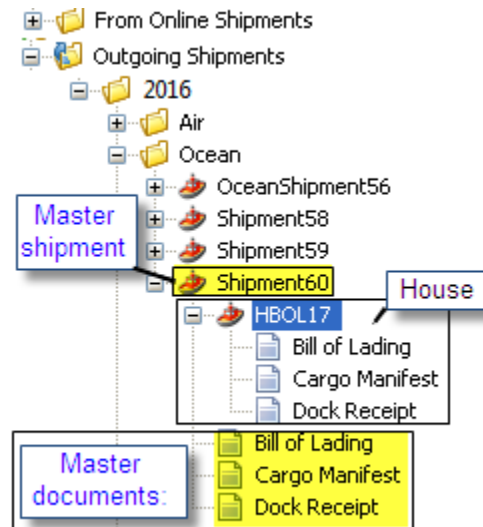 From Online Shipments
Outgoing Shipments
2016
Air
Ocean
OceanShipment56
Shipment58
Shipment59
Master
shipment
Shipment60
House
HBOL17
Bill of Lading
Cargo Manifest
Dock Receipt
Master
documents:
Bill of Lading
Cargo Manifest
Dock Receipt